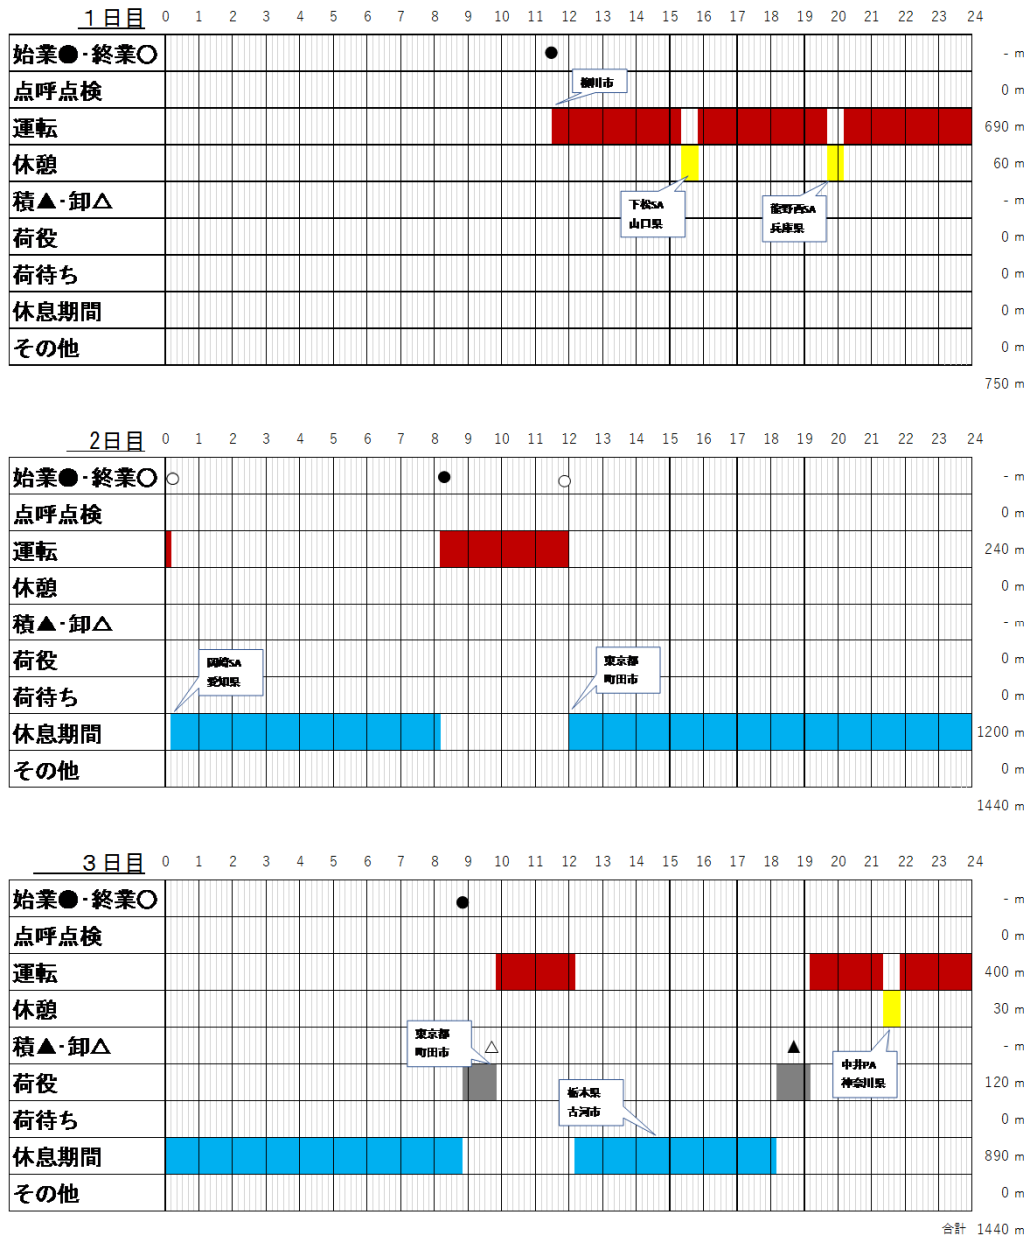 1日目 0 1 2 3 4 5 6 7 8 9 10 11 12 13 14 15 16 17 18 19 20 21 22 23 24
始業●・終業○ - m
点呼点検 0 m
柳川市
運転 690 m
休憩 60 m
積▲・卸△ - m
下松SA
山口県
龍野西SA
兵庫県
荷役 0 m
荷待ち 0 m
休息期間 0 m
その他 0 m
750 m
2日目 0 1 2 3 4 5 6 7 8 9 10 11 12 13 14 15 16 17 18 19 20 21 22 23 24
始業●・終業○ - m
点呼点検 0 m
運転 240 m
休憩 0 m
積▲・卸△ - m
荷役 0 m
岡崎SA
愛知県
東京都
町田市
荷待ち 0 m
休息期間 1200 m
その他 0 m
1440 m
3日目 0 1 2 3 4 5 6 7 8 9 10 11 12 13 14 15 16 17 18 19 20 21 22 23 24
始業●・終業○ - m
点呼点検 0 m
運転 400 m
休憩 30 m
積▲・卸△ - m
東京都
町田市
中井PA
神奈川県
荷役 120 m
栃木県
古河市
荷待ち 0 m
休息期間 890 m
その他 0 m
合計 1440 m